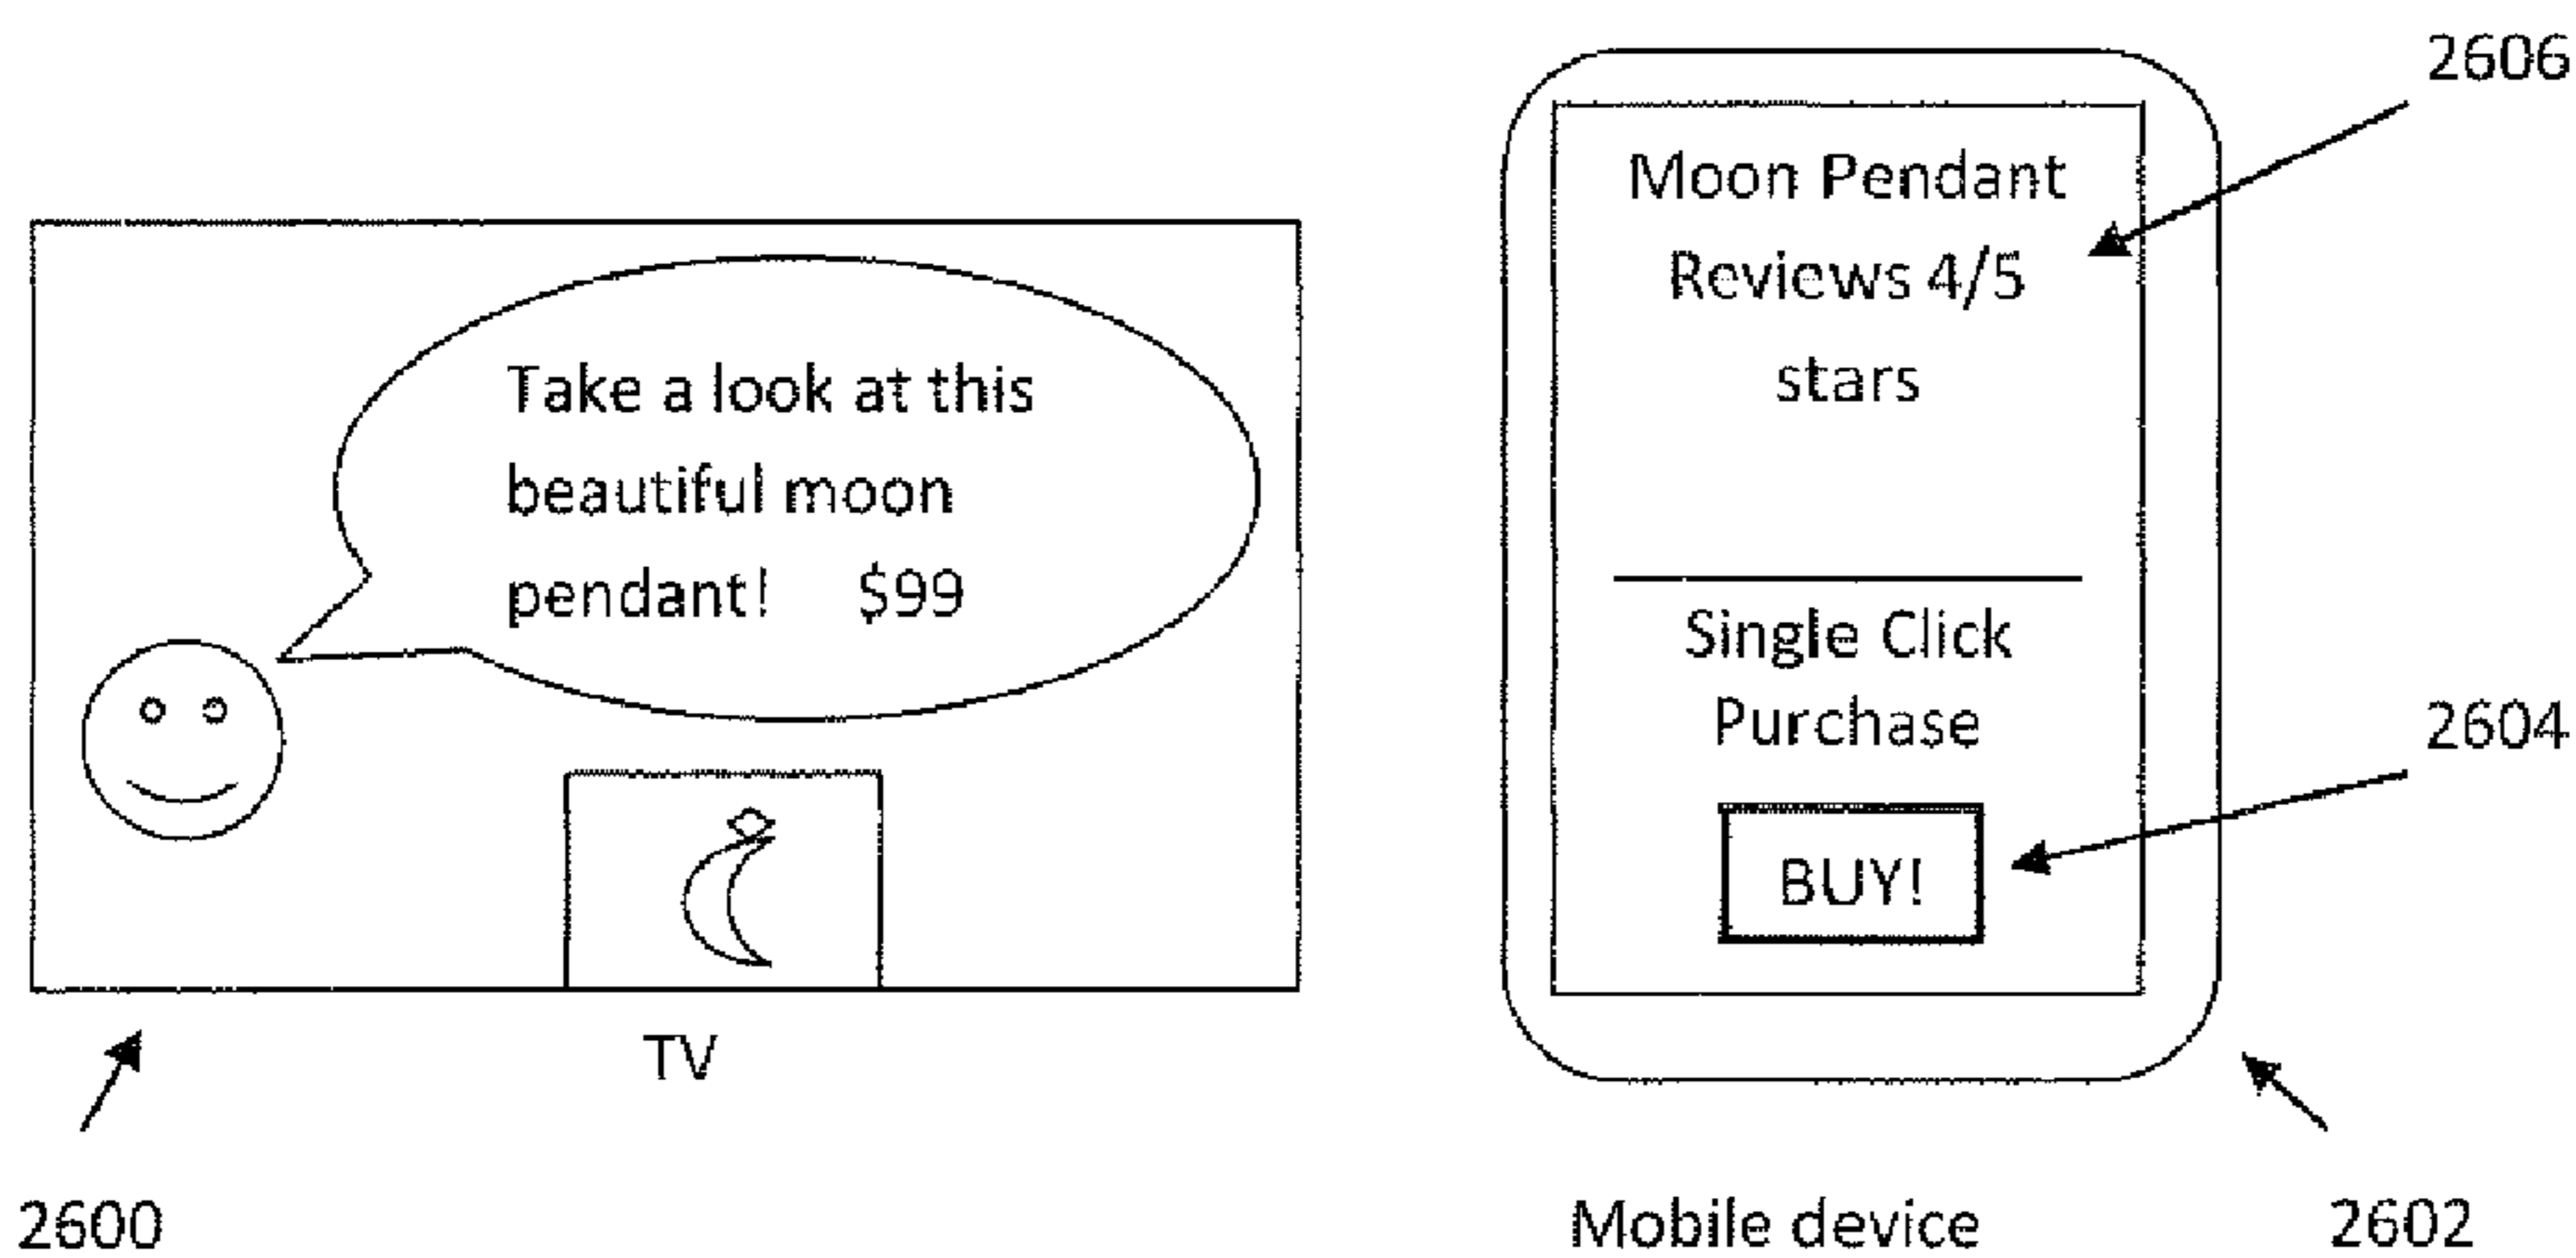 Take a look at this
beautiful moon
pendant! $99
TV
2600
2606
Moon Pendant
Reviews 4/5
stars
Single Click
Purchase
2604
BUY!
Mobile device
2602